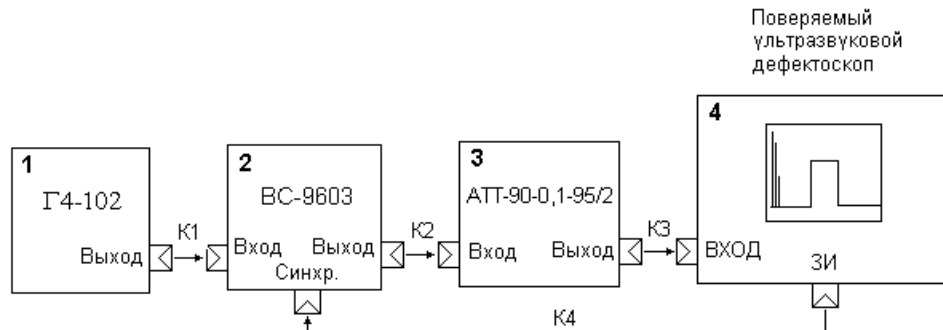 Поверяемый
ультразвуковой
дефектоскоп
1
Г4-102
Выход
К1
2
ВС-9603
Вход Выход
Синхр.
К2
3
АТТ-90-0,1-95/2
Вход Выход
К3
4
ВХОД
ЗИ
К4